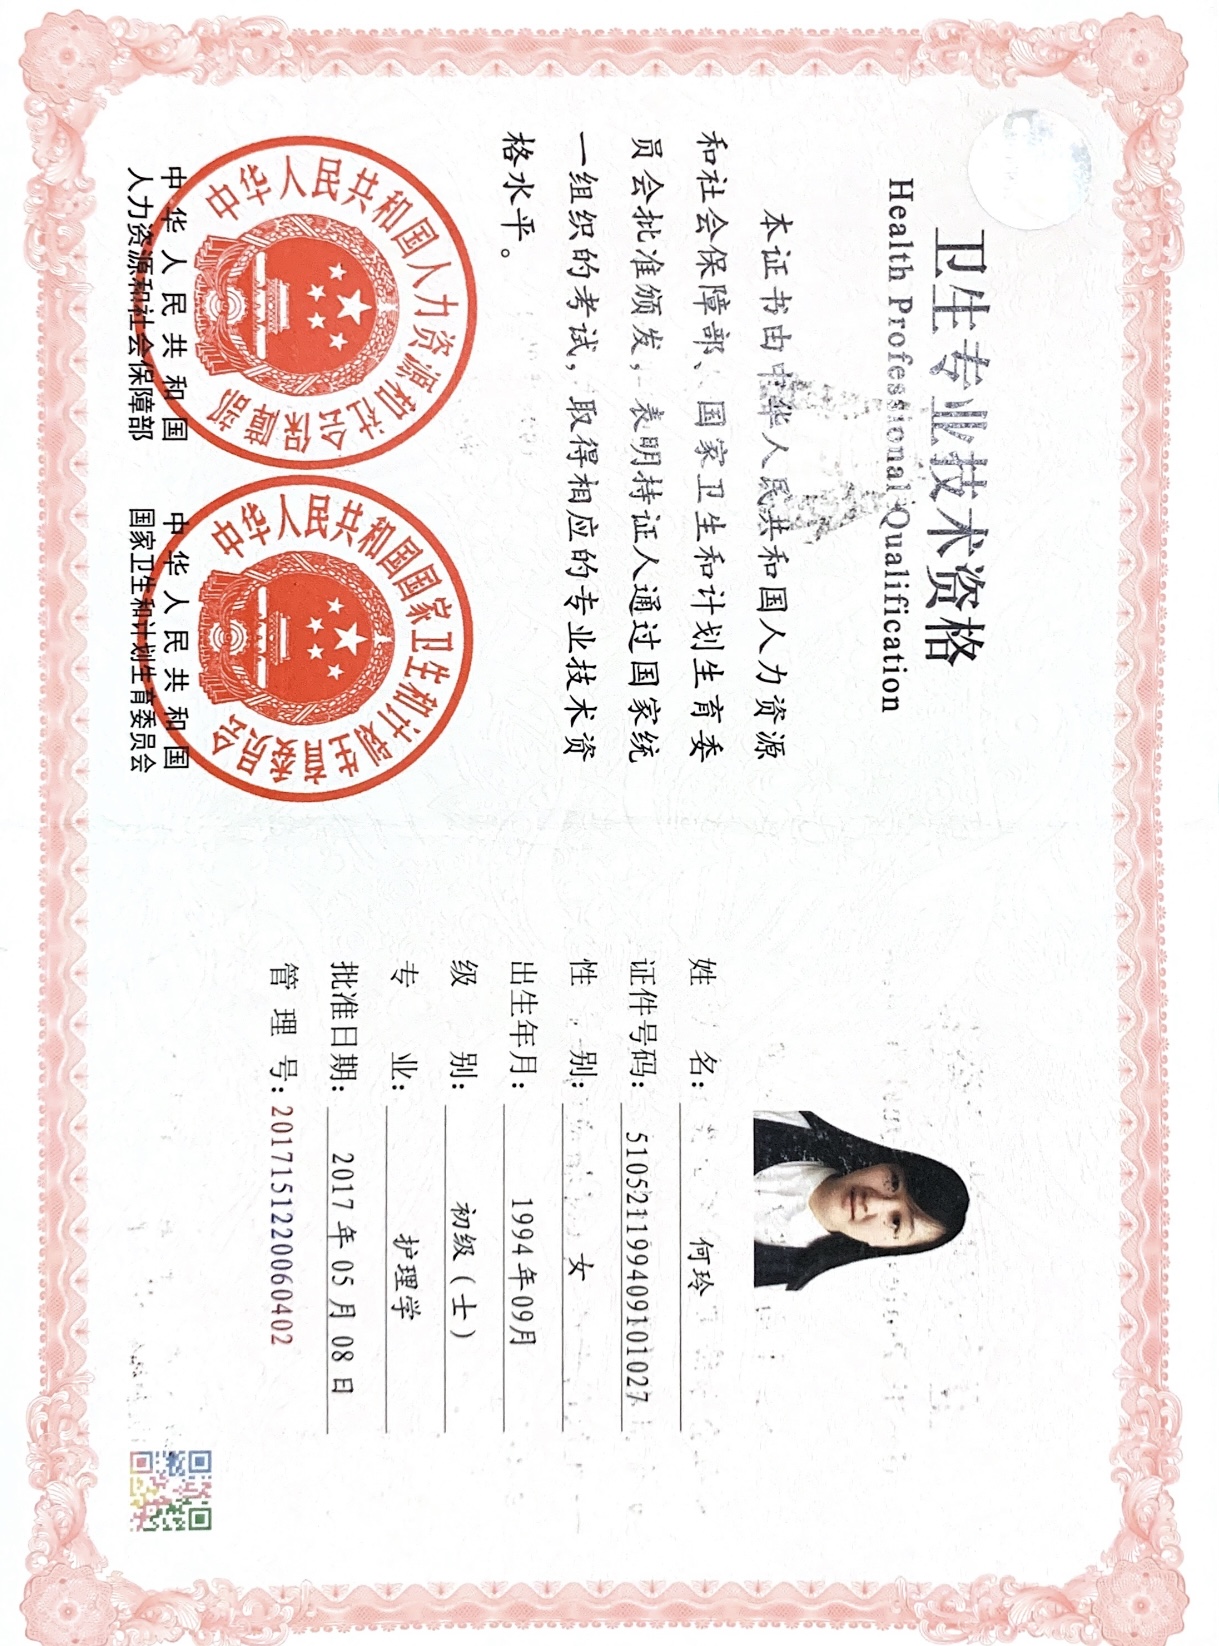 卫生专业技术资格
Health Professional Qualification
本证书由中华人民共和国人力资源
和社会保障部、国家卫生和计划生育委
员会批准颁发，表明持证人通过国家统
一组织的考试，取得相应的专业技术资
格水平。
中华人民共和国人力资源和社会保障部
中华人民共和国
人力资源和社会保障部
中华人民共和国国家卫生和计划生育委员会
中华人民共和国
国家卫生和计划生育委员会
姓 名： 何玲
证件号码： 510521199409101027
性 别： 女
出生年月： 1994年09月
级 别： 初级（士）
专 业： 护理学
批准日期： 2017年05月08日
管 理 号：2017151220060402